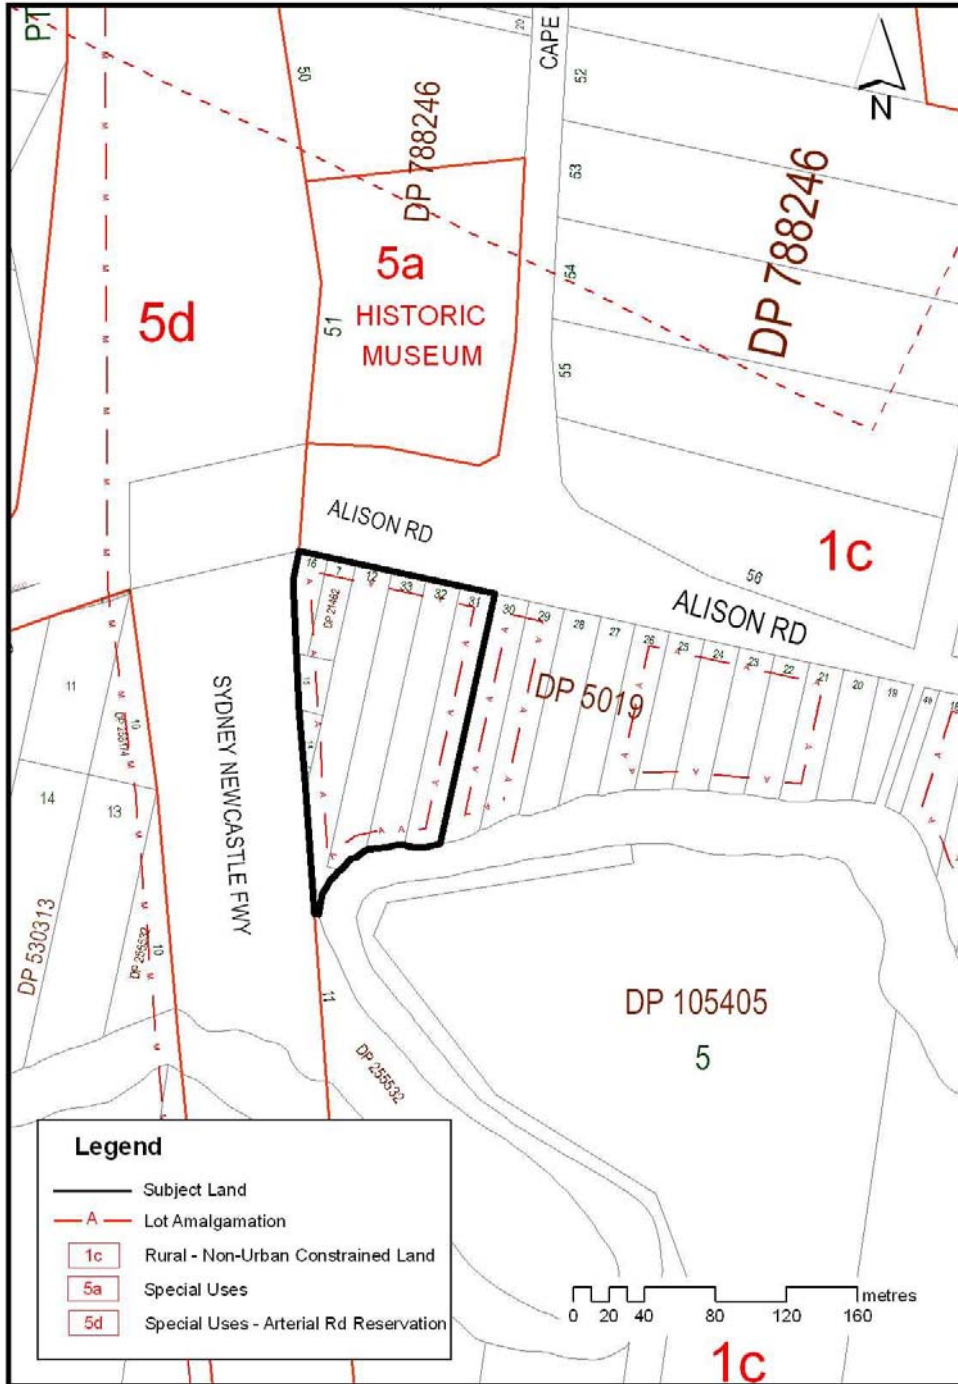 PT
50
DP 788246
20
CAPE
52
N
53
DP 788246
5a
54
5d
51
HISTORIC
MUSEUM
55
ALISON RD
1c
56
ALISON RD
16
7
12
33
32
31
30
29
28
27
26
25
24
23
22
21
20
19
DP 21462
DP 5019
15
11
10
SYDNEY NEWCASTLE FWY
14
13
DP 530313
10
DP 255532
11
DP 105405
5
DP 255532
Legend
Subject Land
A Lot Amalgamation
1c Rural - Non-Urban Constrained Land
5a Special Uses
5d Special Uses - Arterial Rd Reservation
0 20 40 80 120 160 metres
1c